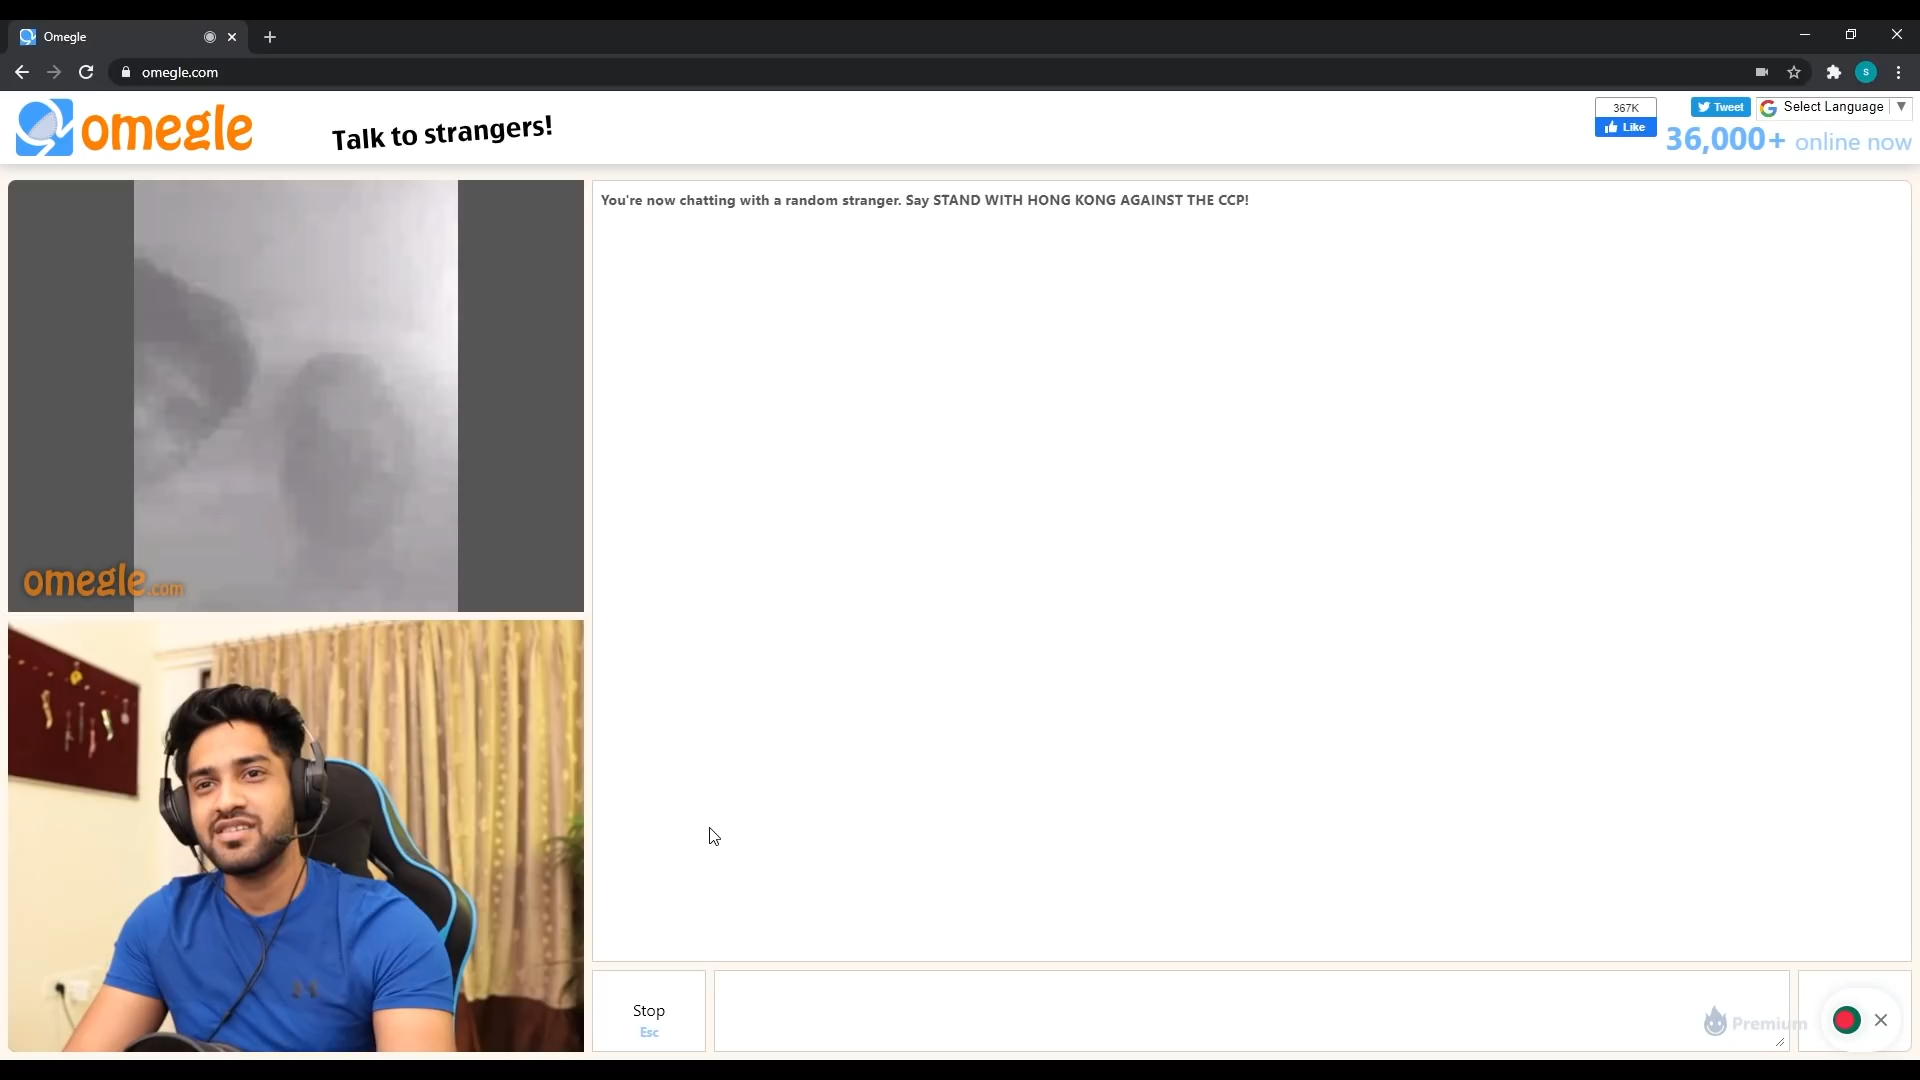 Omegle
omegle.com
omegle
Talk to strangers!
367K
Like
Tweet
Select Language
36,000+ online now
You're now chatting with a random stranger. Say STAND WITH HONG KONG AGAINST THE CCP!
omegle.com
Stop
Esc
Premium
S